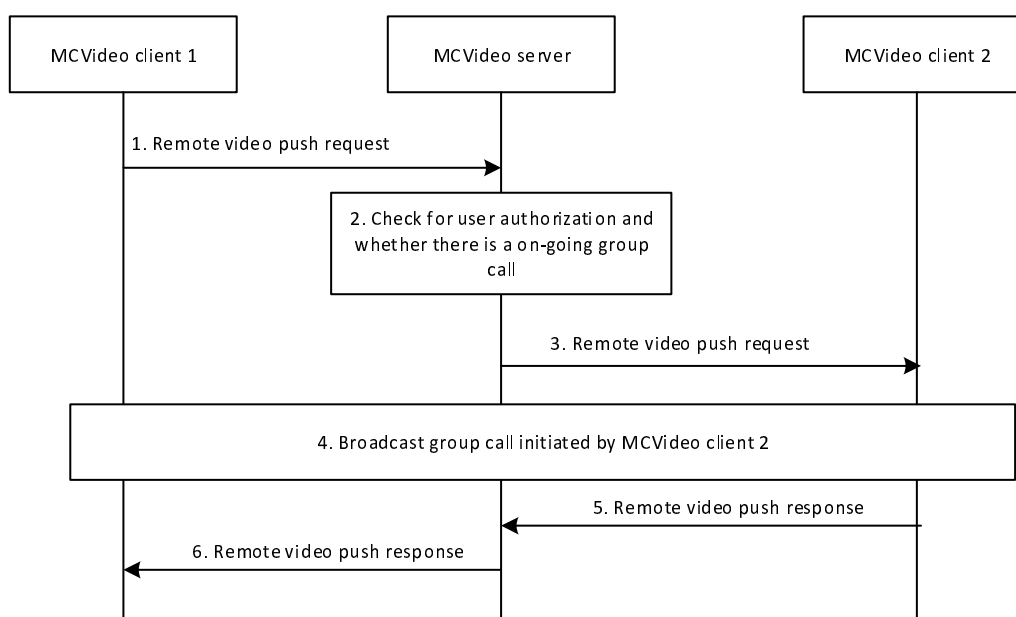 MCVideo client 1
MCVideo server
MCVideo client 2
1. Remote video push request
2. Check for user authorization and
whether there is a on-going group
call
3. Remote video push request
4. Broadcast group call initiated by MCVideo client 2
5. Remote video push response
6. Remote video push response